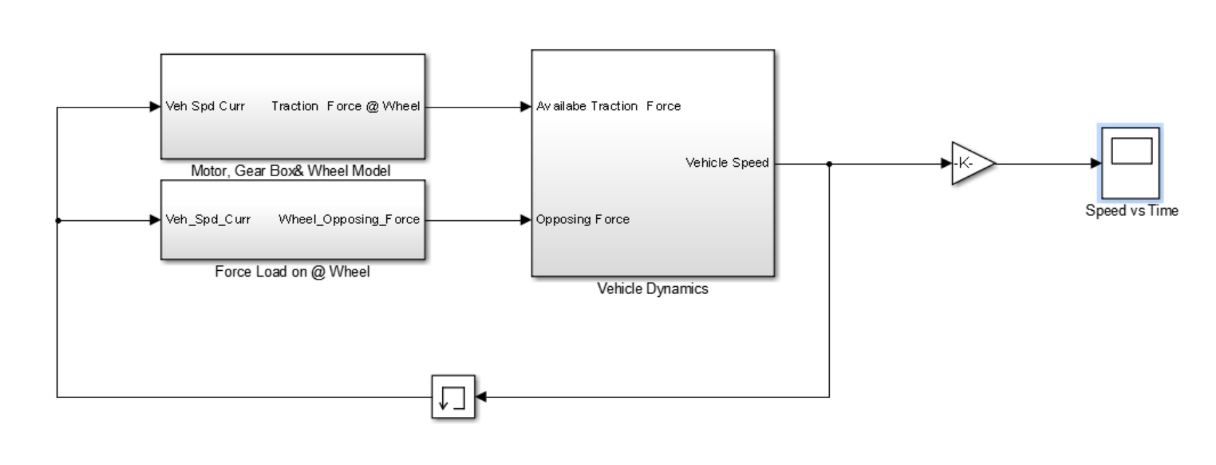 Veh Spd Curr Traction Force @ Wheel
Motor, Gear Box& Wheel Model
Veh_Spd_Curr Wheel_Opposing_Force
Force Load on @ Wheel
Availabe Traction Force
Vehicle Speed
Opposing Force
Vehicle Dynamics
-K-
Speed vs Time